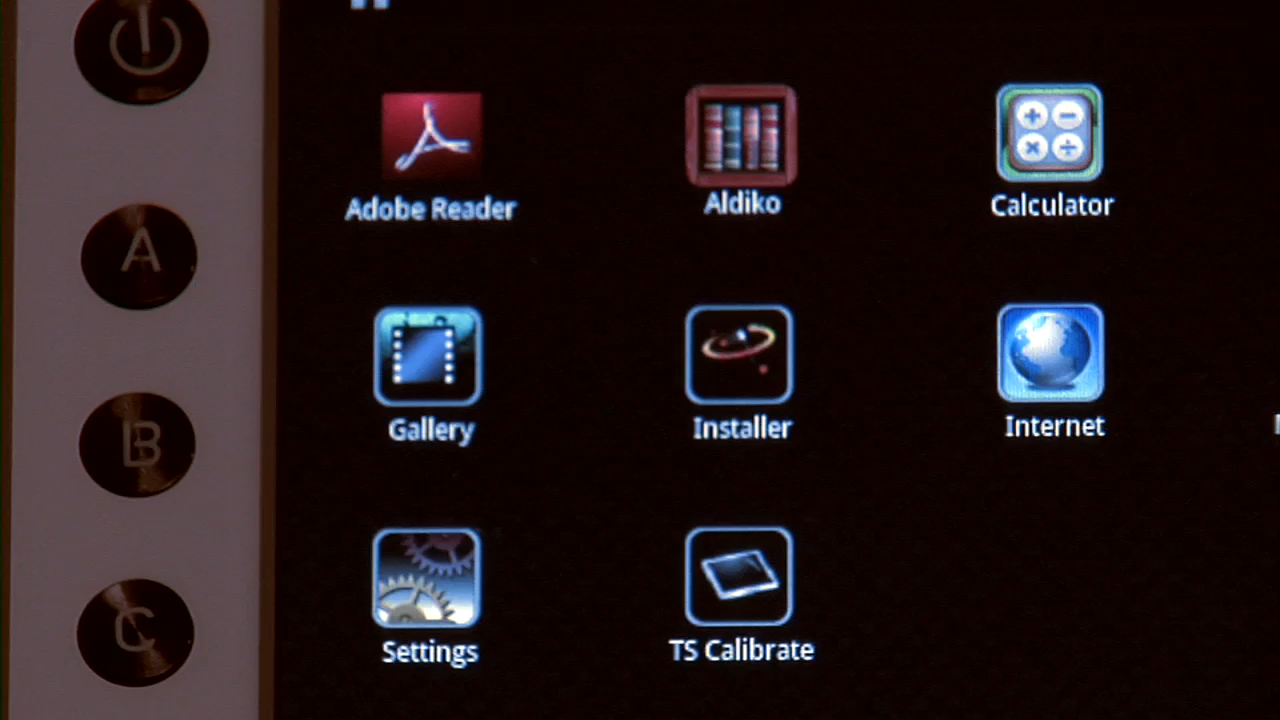 Adobe Reader
Aldiko
Calculator
A
Gallery
Installer
Internet
B
Settings
TS Calibrate
C